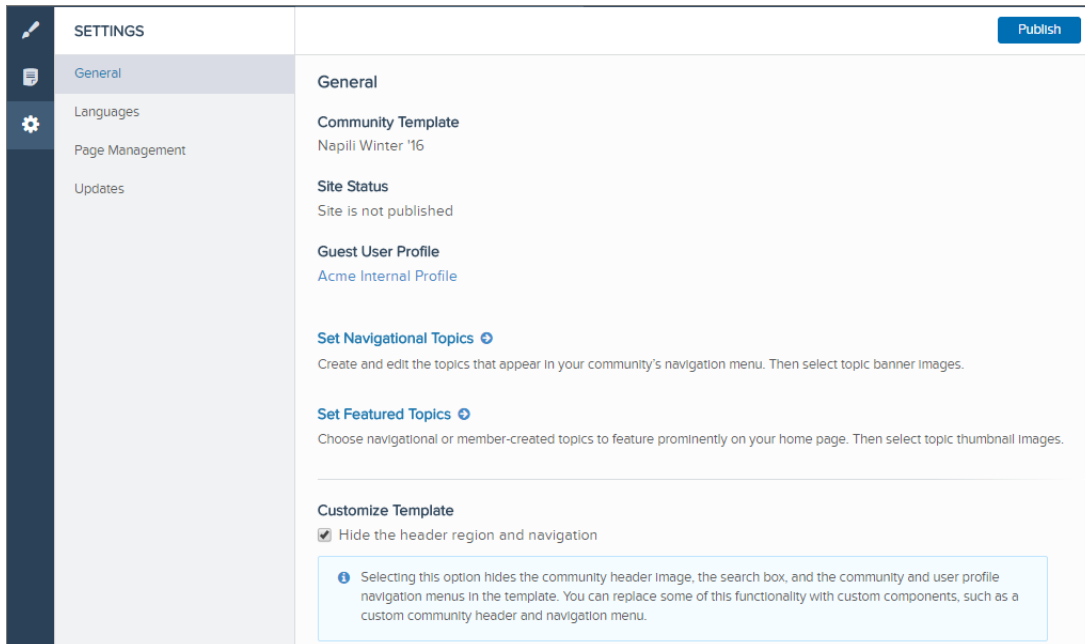 SETTINGS
Publish
General
Languages
Page Management
Updates
General
Community Template
Napili Winter '16
Site Status
Site is not published
Guest User Profile
Acme Internal Profile
Set Navigational Topics
Create and edit the topics that appear in your community's navigation menu. Then select topic banner images.
Set Featured Topics
Choose navigational or member-created topics to feature prominently on your home page. Then select topic thumbnail images.
Customize Template
Hide the header region and navigation
Selecting this option hides the community header image, the search box, and the community and user profile
navigation menus in the template. You can replace some of this functionality with custom components, such as a
custom community header and navigation menu.